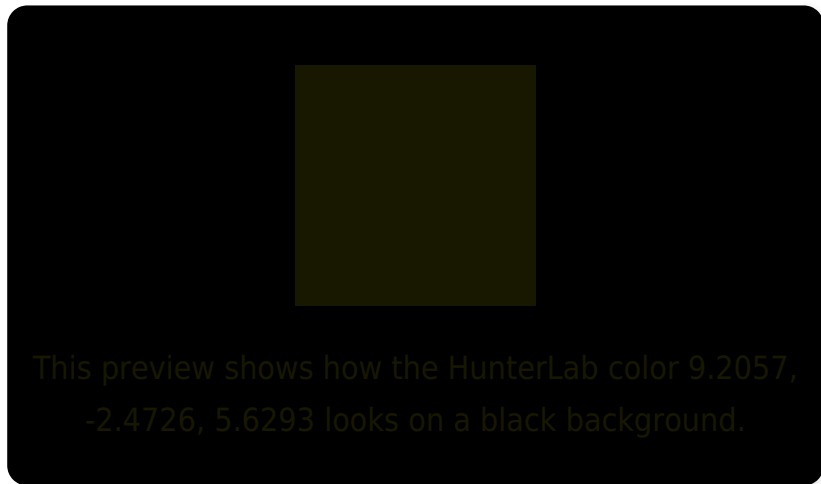 This preview shows how the HunterLab color 9.2057,
-2.4726, 5.6293 looks on a black background.